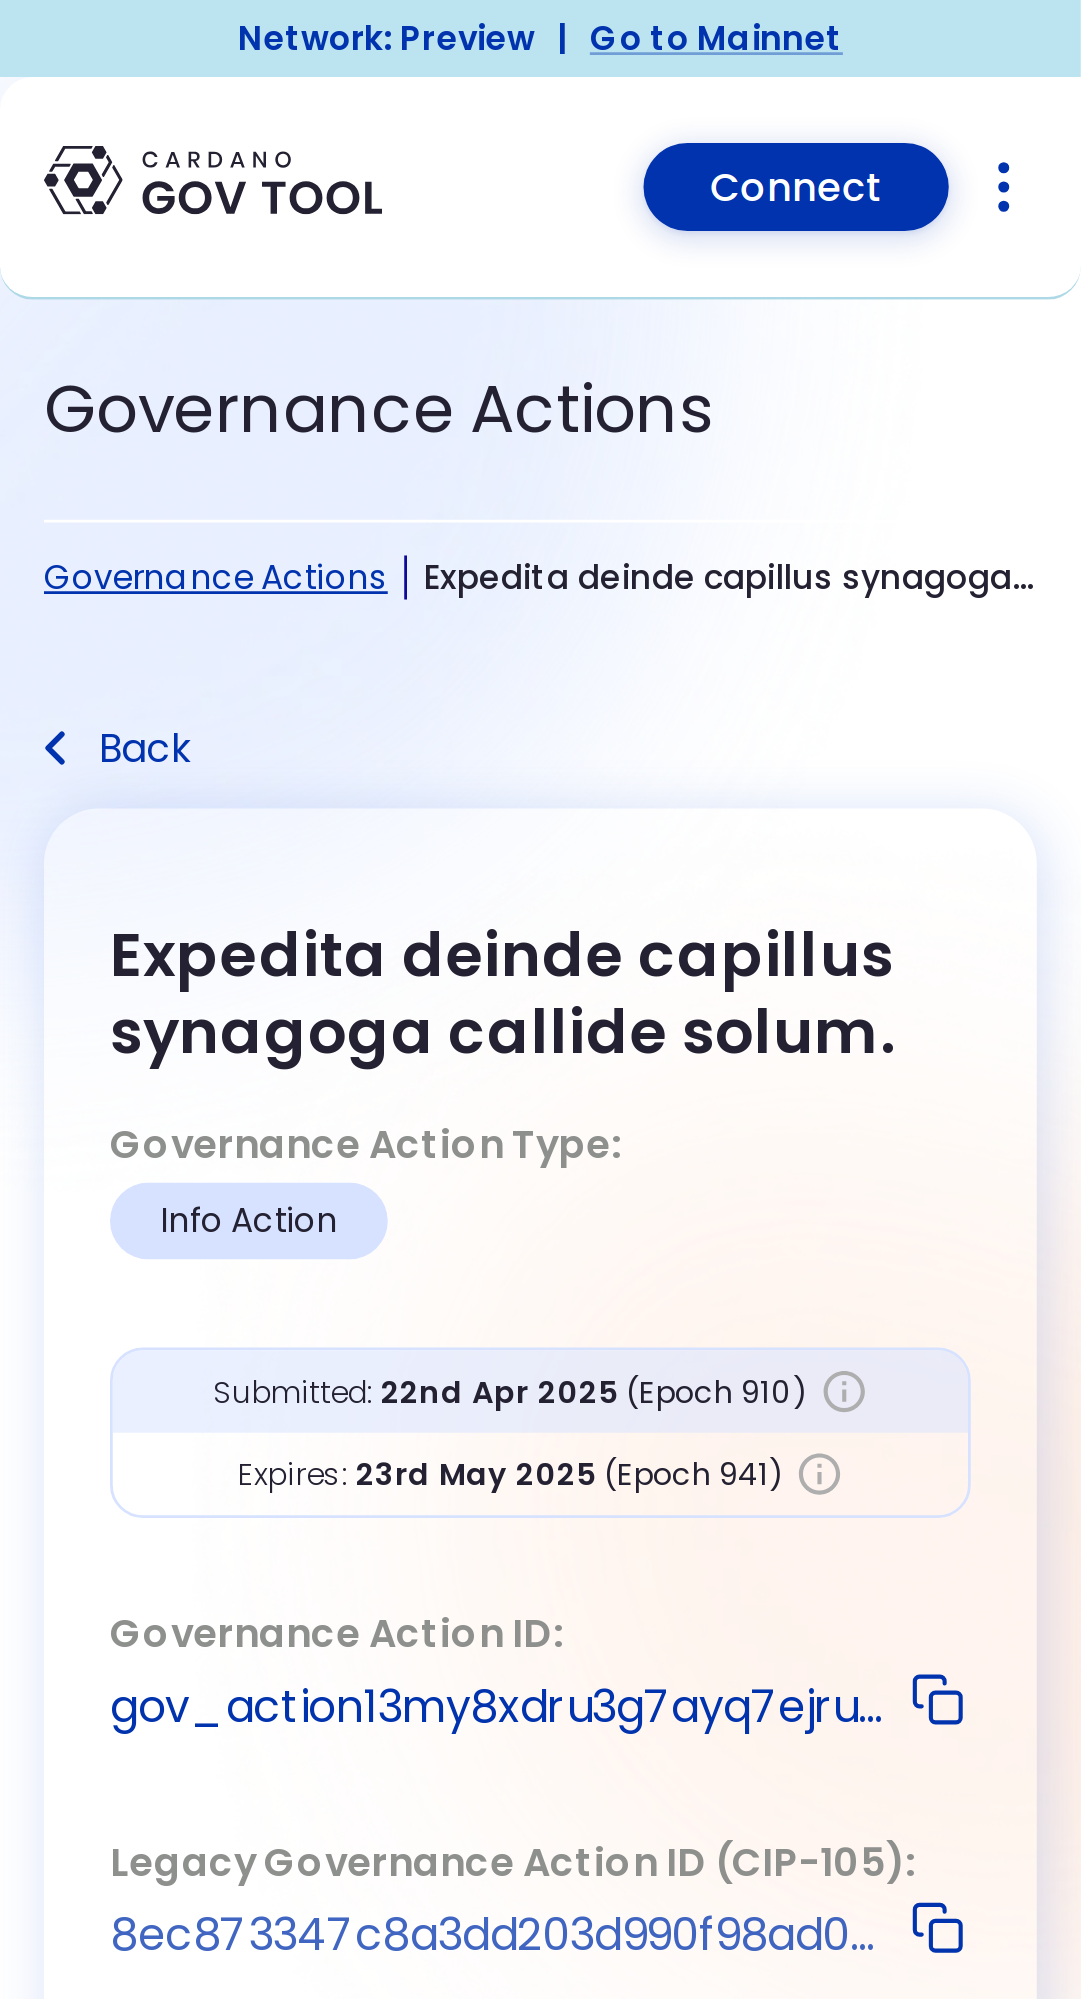 Network: Preview | Go to Mainnet
CARDANO
GOV TOOL
Connect
Governance Actions
Governance Actions | Expedita deinde capillus synagoga...
Back
Expedita deinde capillus
synagoga callide solum.
Governance Action Type:
Info Action
Submitted: 22nd Apr 2025 (Epoch 910)
Expires: 23rd May 2025 (Epoch 941)
Governance Action ID:
gov_action13my8xdru3g7ayq7ejru...
Legacy Governance Action ID (CIP-105):
8ec873347c8a3dd203d990f98ad0...